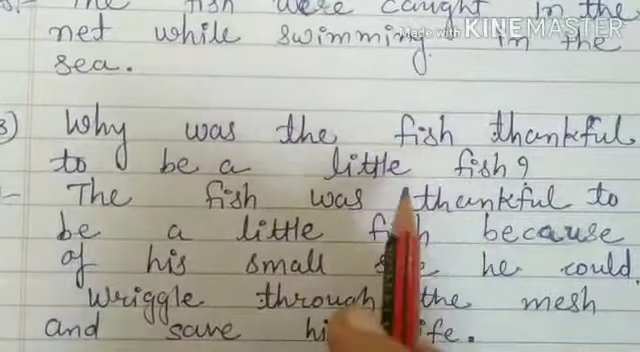 The fish were caught in the
Made with KINEMASTER
net while swimming in the
sea.
3) Why was the fish thankful
to be a little fish?
The fish was thankful to
be a little because
of his small he could
wriggle through the mesh
and save